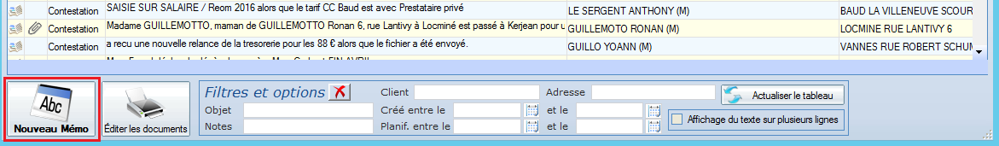 Contestation SAISIE SUR SALAIRE / Reom 2016 alors que le tarif CC Baud est avec Prestataire privé LE SERGENT ANTHONY (M) BAUD LA VILLENEUVE SCOUR
Contestation Madame GUILLEMOTTO, maman de GUILLEMOTTO Ronan 6, rue Lantivy à Locminé est passé à Kerjean pour u GUILLEMOTO RONAN (M) LOCMINE RUE LANTIVY 6
Contestation a recu une nouvelle relance de la tresorerie pour les 88 € alors que le fichier a été envoyé. GUILLO YOANN (M) VANNES RUE ROBERT SCHUM
Abc
Nouveau Mémo
Éditer les documents
Filtres et options Client Adresse Actualiser le tableau
Objet Créé entre le et le
Notes Planif. entre le et le Affichage du texte sur plusieurs lignes